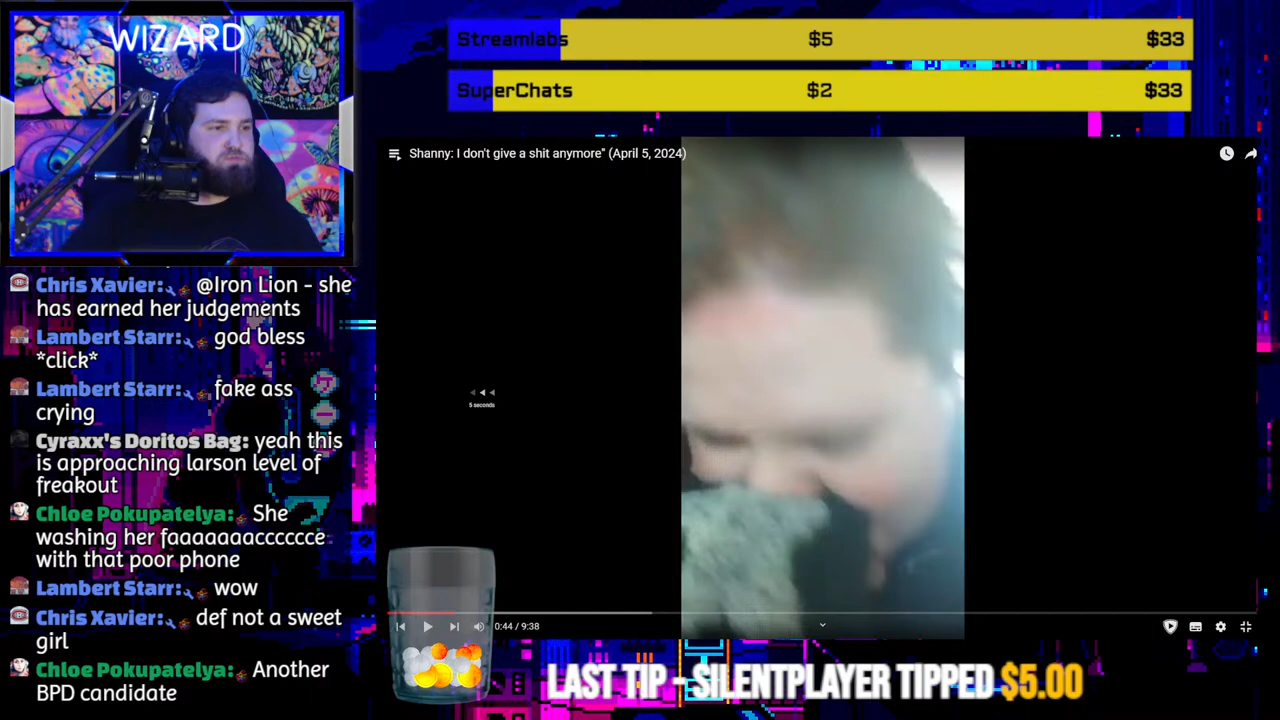 WIZARD
Streamlabs $5 $33
SuperChats $2 $33
Shanny: I don't give a shit anymore" (April 5, 2024)
Chris Xavier: @Iron Lion - she
has earned her judgements
Lambert Starr: god bless
*click*
Lambert Starr: fake ass
crying
Cyraxx's Doritos Bag: yeah this
is approaching larson level of
freakout
Chloe Pokupatelya: She
washing her faaaaaaacccccce
with that poor phone
Lambert Starr: wow
Chris Xavier: def not a sweet
girl
Chloe Pokupatelya: Another
BPD candidate
5 seconds
0:44 / 9:38
LAST TIP - SILENTPLAYER TIPPED $5.00